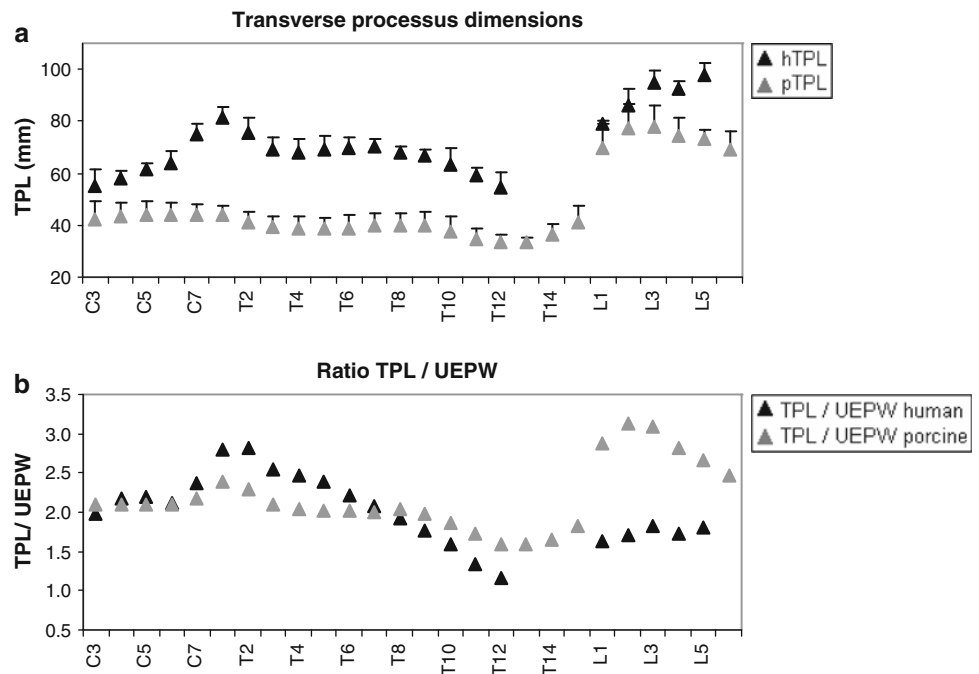 a
Transverse processus dimensions
TPL (mm)
100
80
60
40
20
C3
C5
C7
T2
T4
T6
T8
T10
T12
T14
L1
L3
L5
hTPL
pTPL
b
Ratio TPL / UEPW
TPL/ UEPW
3.5
3.0
2.5
2.0
1.5
1.0
0.5
C3
C5
C7
T2
T4
T6
T8
T10
T12
T14
L1
L3
L5
TPL / UEPW human
TPL / UEPW porcine